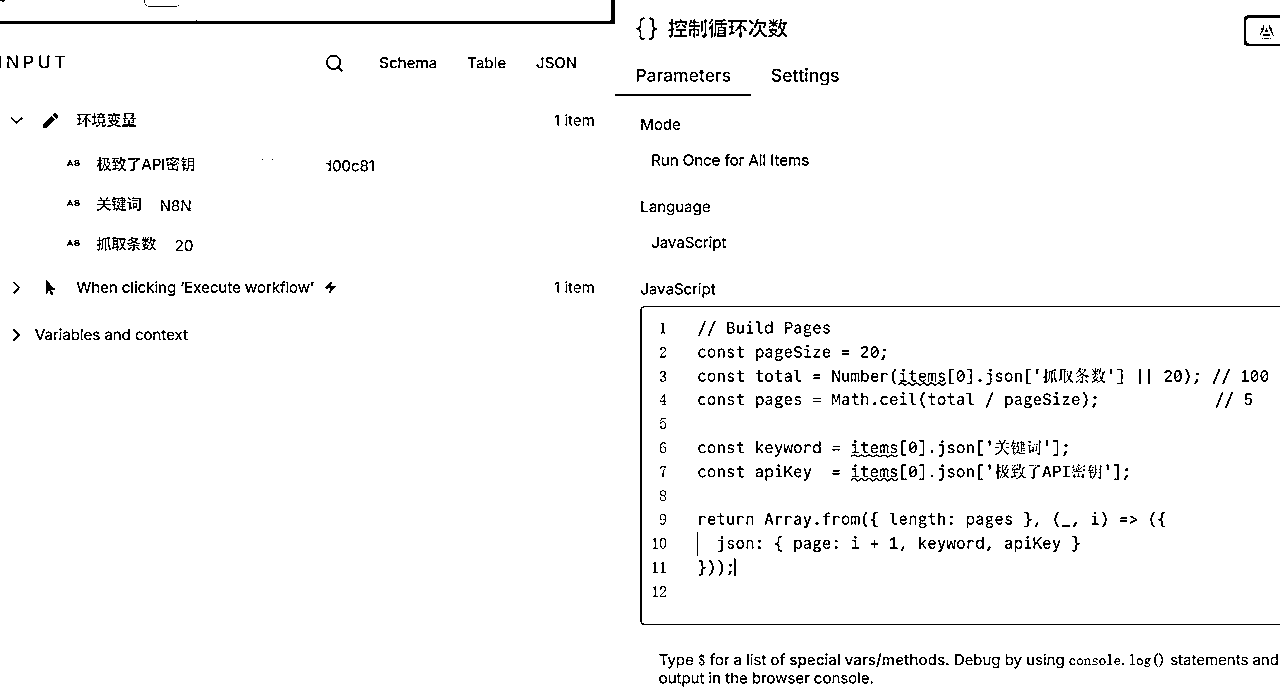 {} 控制循环次数
INPUT
Schema Table JSON
Parameters Settings
环境变量 1 item
AB 极致了API密钥 d00c81
AB 关键词 N8N
AB 抓取条数 20
When clicking 'Execute workflow' 1 item
Variables and context
Mode
Run Once for All Items
Language
JavaScript
JavaScript
1 // Build Pages
2 const pageSize = 20;
3 const total = Number(items[0].json['抓取条数'] || 20); // 100
4 const pages = Math.ceil(total / pageSize); // 5
5
6 const keyword = items[0].json['关键词'];
7 const apiKey = items[0].json['极致了API密钥'];
8
9 return Array.from({ length: pages }, (_, i) => ({
10 json: { page: i + 1, keyword, apiKey }
11 }));
12
Type $ for a list of special vars/methods. Debug by using console.log() statements and
output in the browser console.